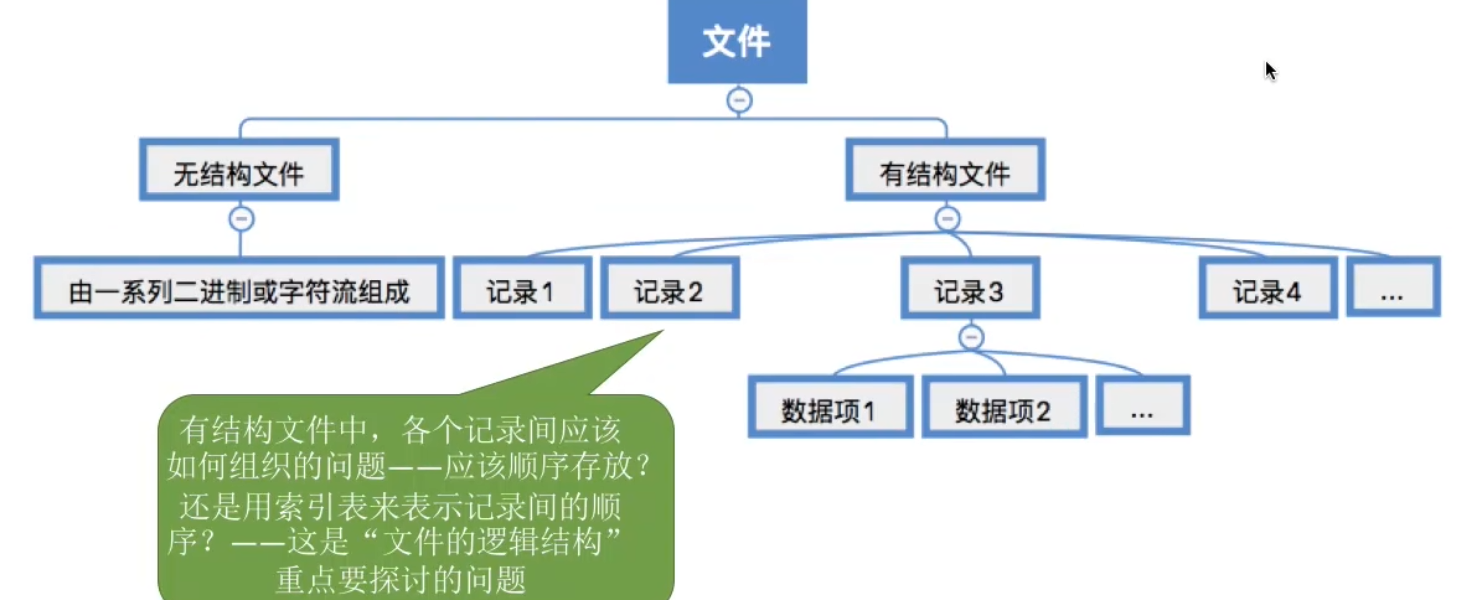 文件
无结构文件
有结构文件
由一系列二进制或字符流组成
记录1
记录2
记录3
记录4
...
数据项1
数据项2
...
有结构文件中，各个记录间应该
如何组织的问题——应该顺序存放？
还是用索引表来表示记录间的顺
序？——这是“文件的逻辑结构”
重点要探讨的问题